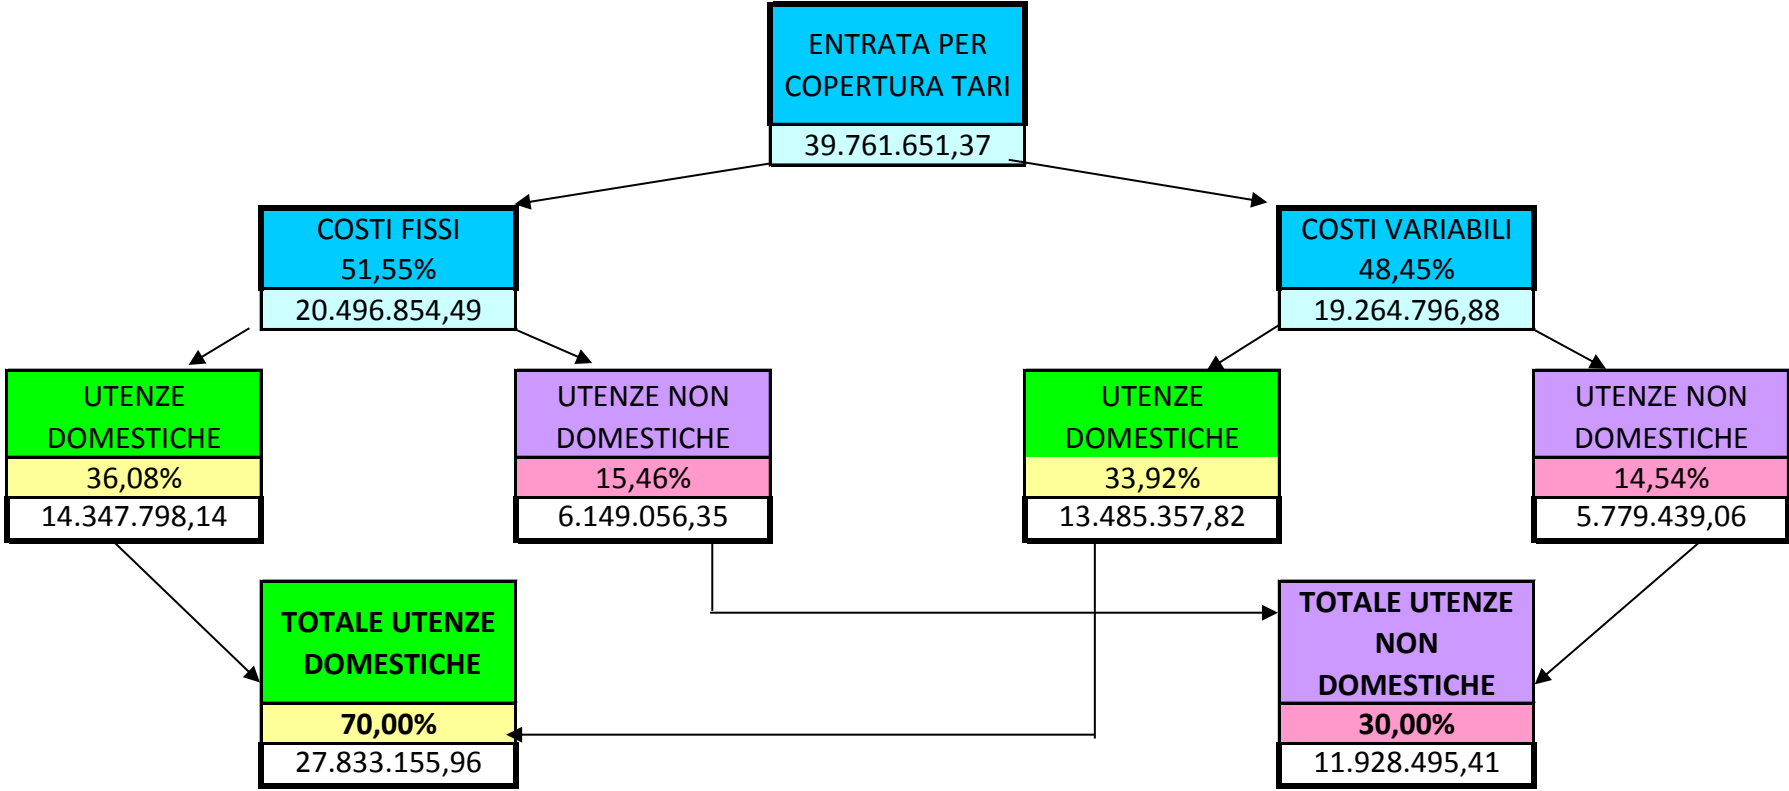 ENTRATA PER
COPERTURA TARI
39.761.651,37
COSTI FISSI
51,55%
20.496.854,49
COSTI VARIABILI
48,45%
19.264.796,88
UTENZE
DOMESTICHE
36,08%
14.347.798,14
UTENZE NON
DOMESTICHE
15,46%
6.149.056,35
UTENZE
DOMESTICHE
33,92%
13.485.357,82
UTENZE NON
DOMESTICHE
14,54%
5.779.439,06
TOTALE UTENZE
DOMESTICHE
70,00%
27.833.155,96
TOTALE UTENZE
NON
DOMESTICHE
30,00%
11.928.495,41